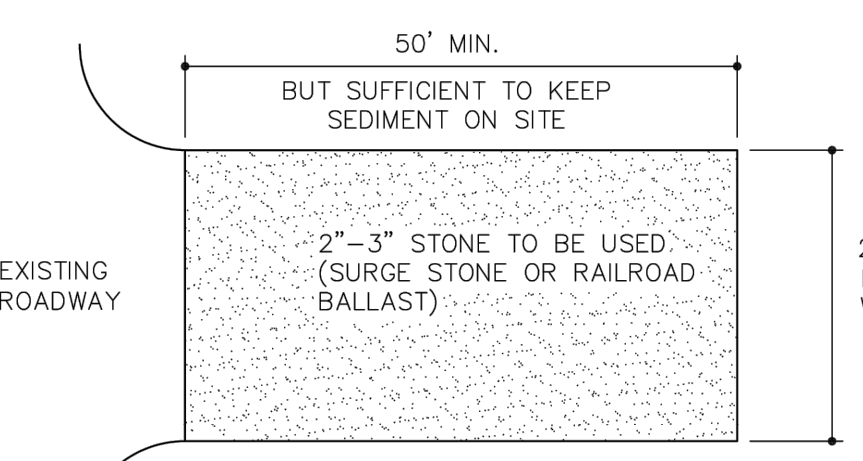 50' MIN.
BUT SUFFICIENT TO KEEP
SEDIMENT ON SITE
2"–3" STONE TO BE USED
(SURGE STONE OR RAILROAD
BALLAST)
EXISTING
ROADWAY